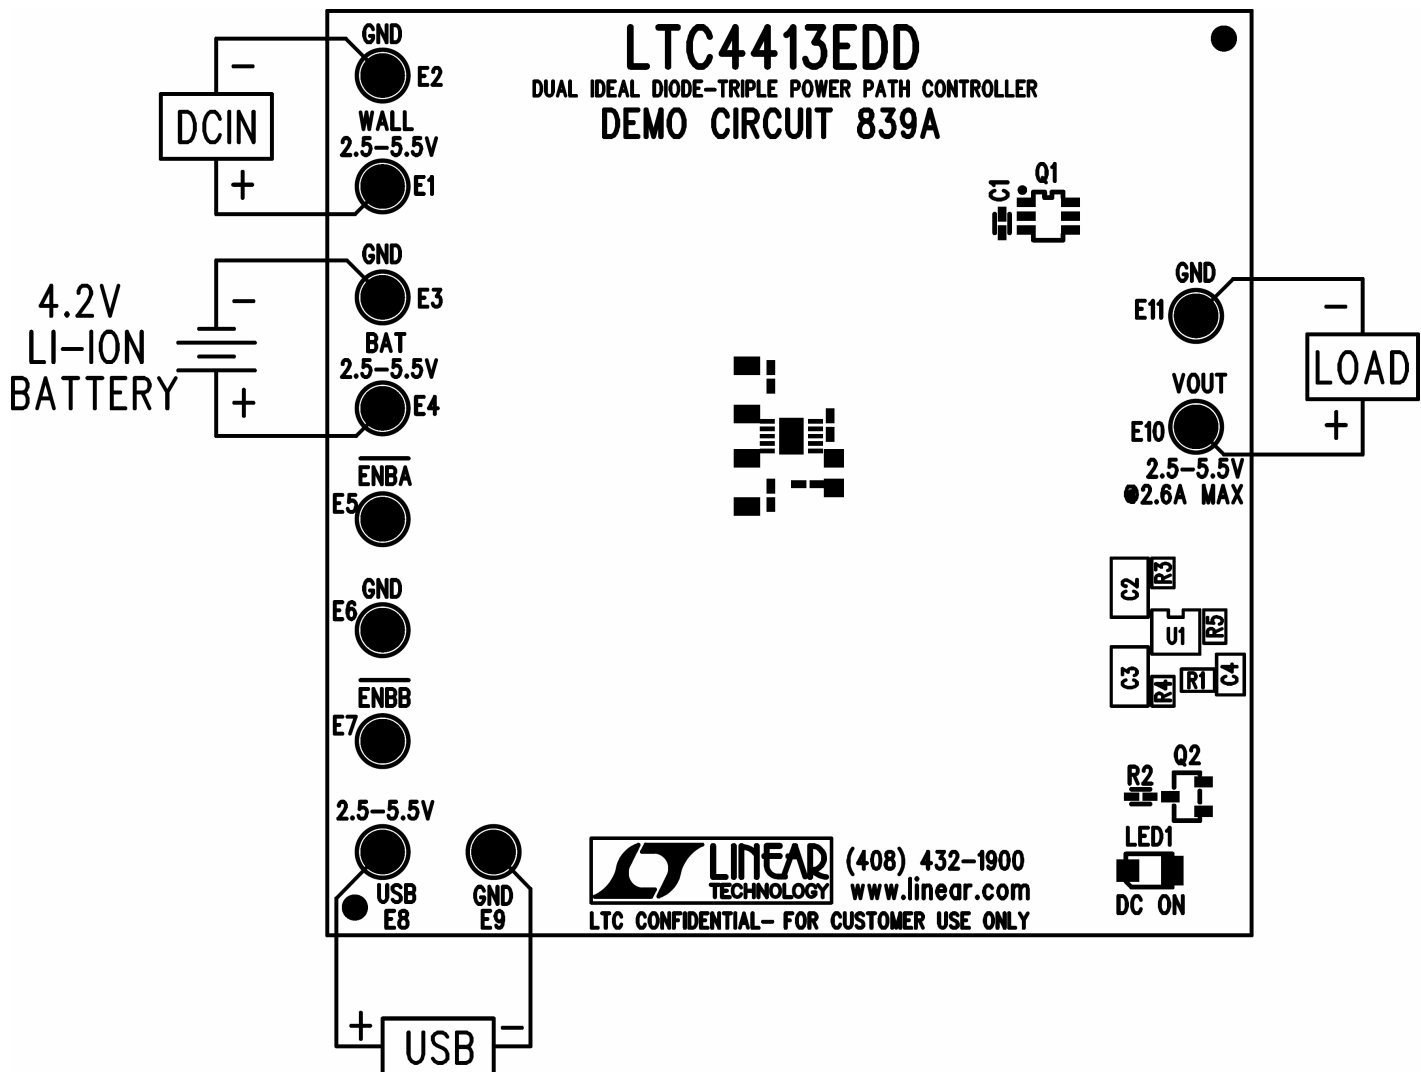 LTC4413EDD
DUAL IDEAL DIODE-TRIPLE POWER PATH CONTROLLER
DEMO CIRCUIT 839A
GND
E2
-
DCIN
+
WALL
2.5-5.5V
E1
GND
E3
4.2V
LI-ION
BATTERY
-
+
BAT
2.5-5.5V
E4
ENBA
E5
GND
E6
ENBB
E7
2.5-5.5V
USB
E8
GND
E9
+
USB
-
C1
Q1
GND
E11
-
LOAD
+
VOUT
E10
2.5-5.5V
@2.6A MAX
C2
R3
U1
R5
C3
R4
R1
C4
Q2
R2
LED1
DC ON
LINEAR
TECHNOLOGY
(408) 432-1900
www.linear.com
LTC CONFIDENTIAL- FOR CUSTOMER USE ONLY